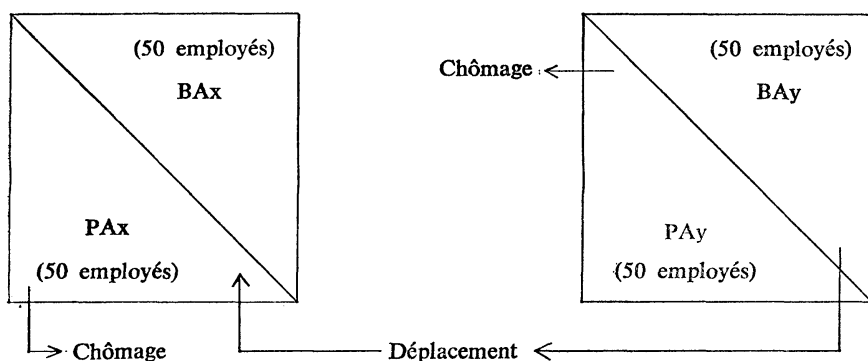 (50 employés)
BAx
PAx
(50 employés)
Chômage
(50 employés)
BAy
PAy
(50 employés)
Chômage
Déplacement